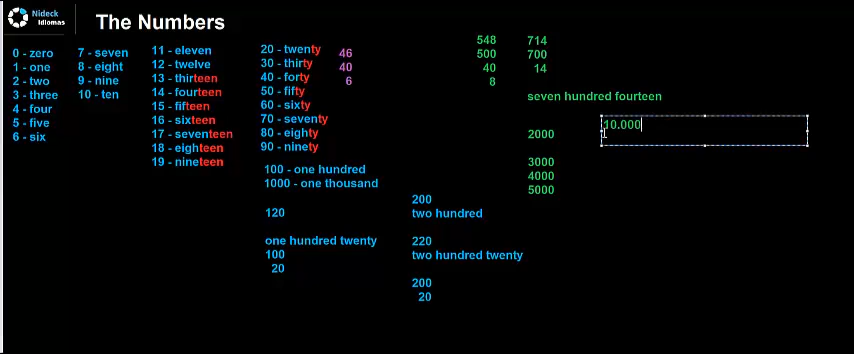 Nideck
Idiomas
The Numbers
0 - zero
1 - one
2 - two
3 - three
4 - four
5 - five
6 - six
7 - seven
8 - eight
9 - nine
10 - ten
11 - eleven
12 - twelve
13 - thirteen
14 - fourteen
15 - fifteen
16 - sixteen
17 - seventeen
18 - eighteen
19 - nineteen
20 - twenty
30 - thirty
40 - forty
50 - fifty
60 - sixty
70 - seventy
80 - eighty
90 - ninety
100 - one hundred
1000 - one thousand
120
one hundred twenty
100
20
46
40
6
200
two hundred
220
two hundred twenty
200
20
548
500
40
8
714
700
14
seven hundred fourteen
2000
3000
4000
5000
10.000